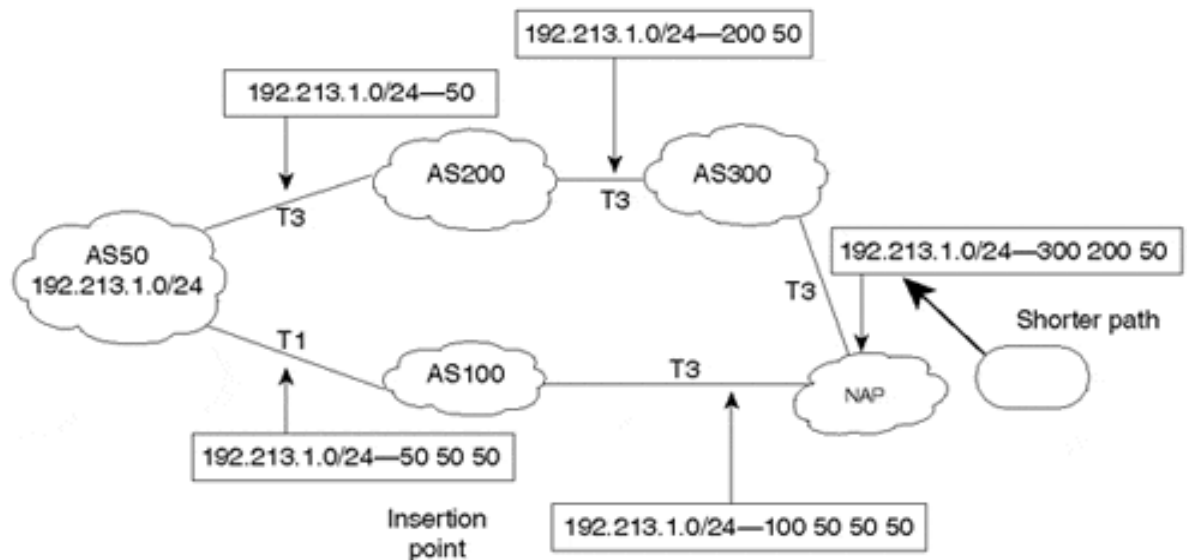 192.213.1.0/24—200 50
192.213.1.0/24—50
AS200
AS300
T3
T3
AS50
192.213.1.0/24
192.213.1.0/24—300 200 50
T3
Shorter path
T1
AS100
T3
NAP
192.213.1.0/24—50 50 50
Insertion
point
192.213.1.0/24—100 50 50 50